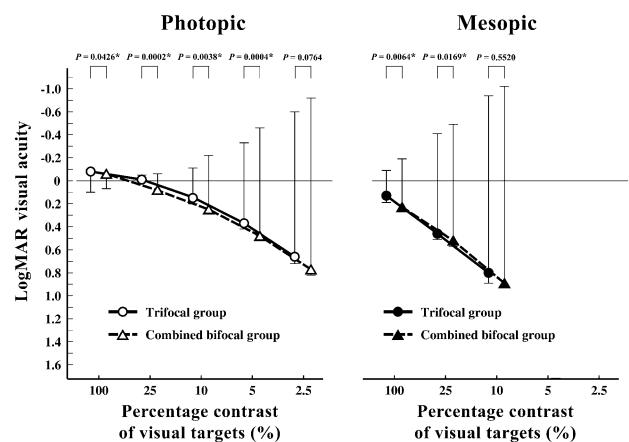 Photopic
Mesopic
P = 0.0426* P = 0.0002* P = 0.0038* P = 0.0004* P = 0.0764
P = 0.0064* P = 0.0169* P = 0.5520
LogMAR visual acuity
-1.0
-0.8
-0.6
-0.4
-0.2
0
0.2
0.4
0.6
0.8
1.0
1.2
1.4
1.6
Trifocal group
Combined bifocal group
Trifocal group
Combined bifocal group
100 25 10 5 2.5
100 25 10 5 2.5
Percentage contrast
of visual targets (%)
Percentage contrast
of visual targets (%)